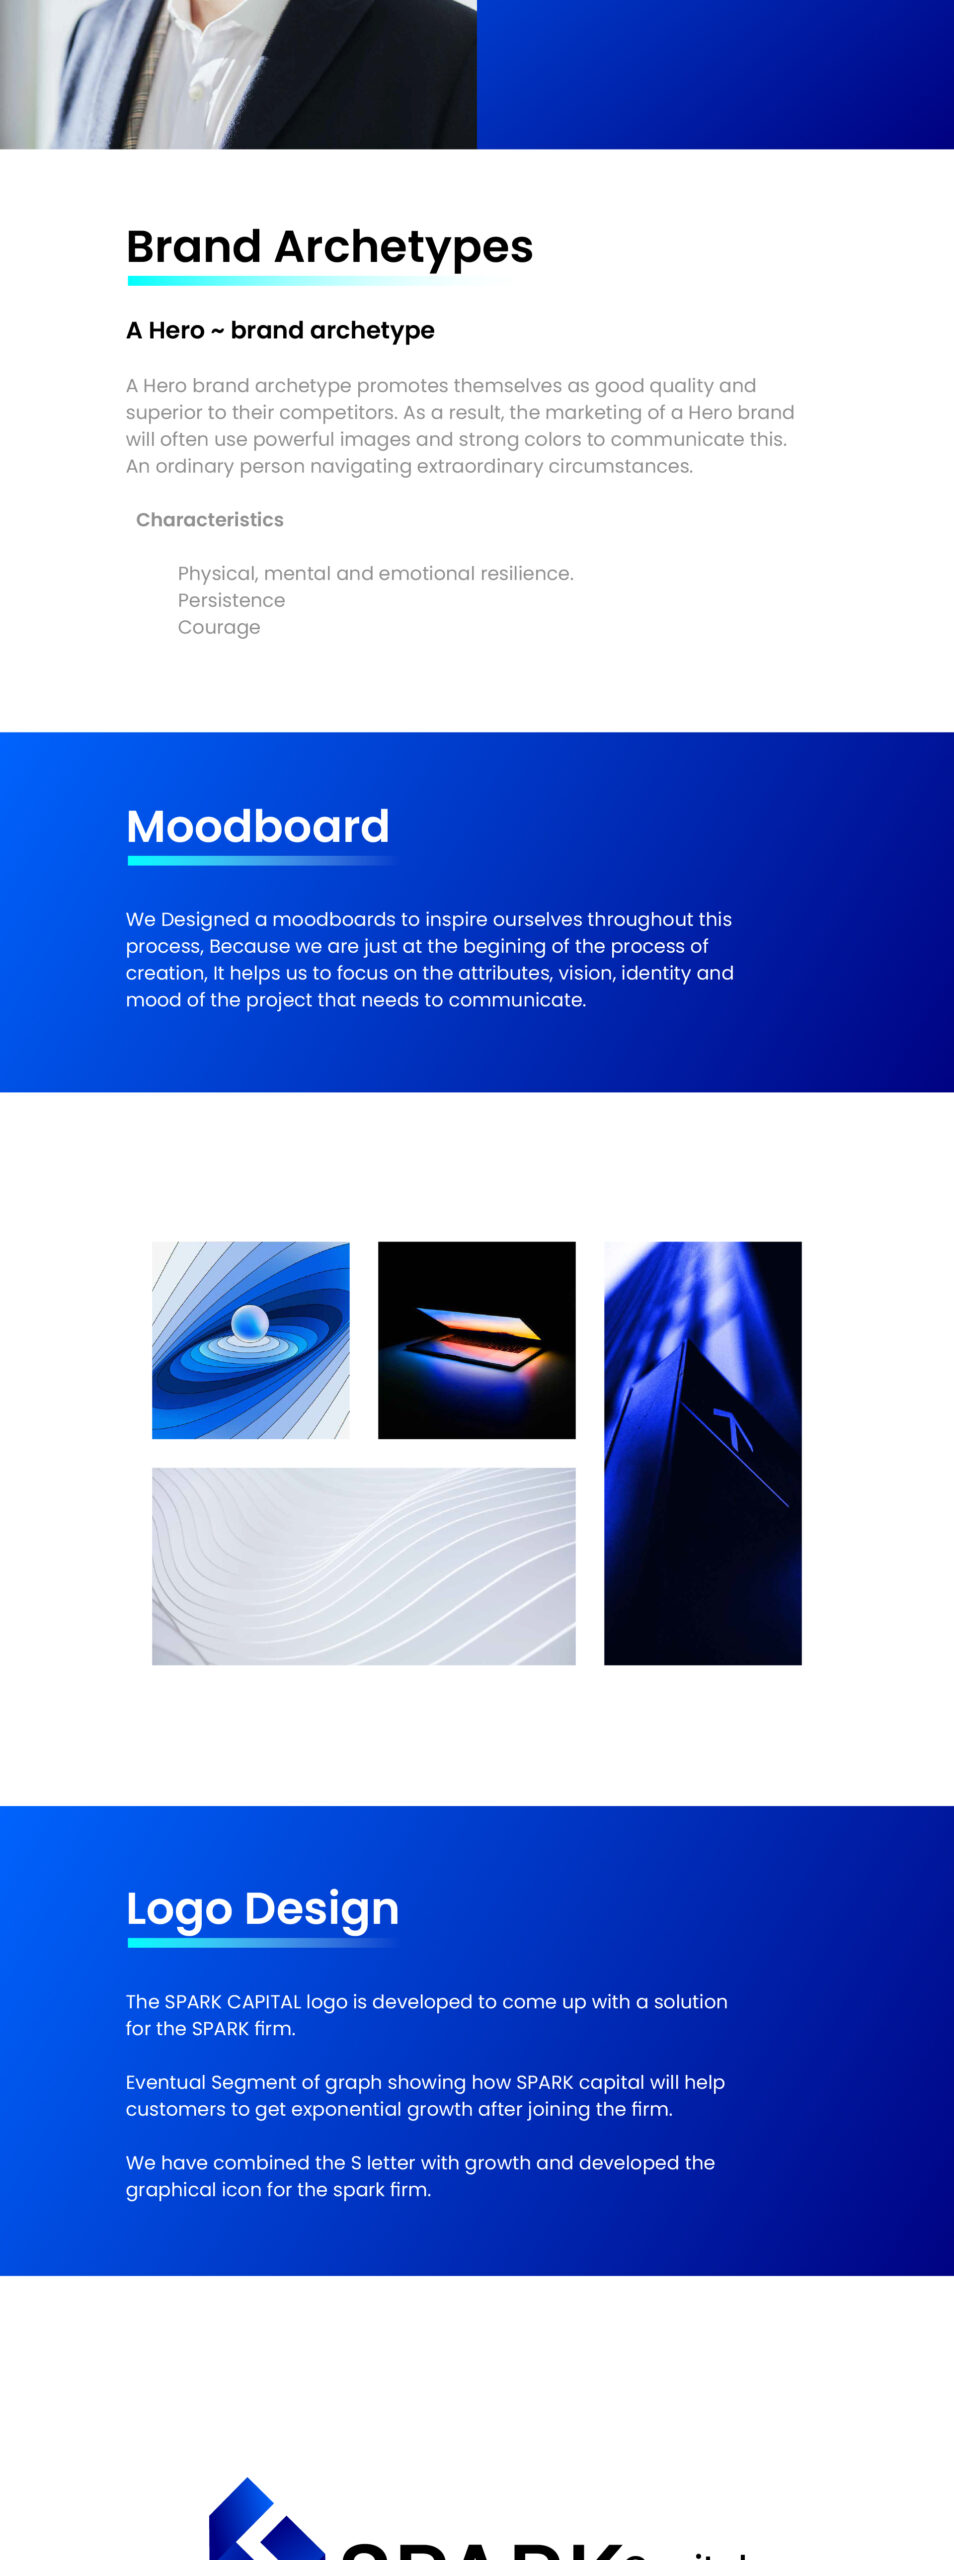 Brand Archetypes
A Hero ~ brand archetype
A Hero brand archetype promotes themselves as good quality and
superior to their competitors. As a result, the marketing of a Hero brand
will often use powerful images and strong colors to communicate this.
An ordinary person navigating extraordinary circumstances.
Characteristics
Physical, mental and emotional resilience.
Persistence
Courage
Moodboard
We Designed a moodboards to inspire ourselves throughout this
process, Because we are just at the begining of the process of
creation, It helps us to focus on the attributes, vision, identity and
mood of the project that needs to communicate.
Logo Design
The SPARK CAPITAL logo is developed to come up with a solution
for the SPARK firm.
Eventual Segment of graph showing how SPARK capital will help
customers to get exponential growth after joining the firm.
We have combined the S letter with growth and developed the
graphical icon for the spark firm.
SPARK Capital